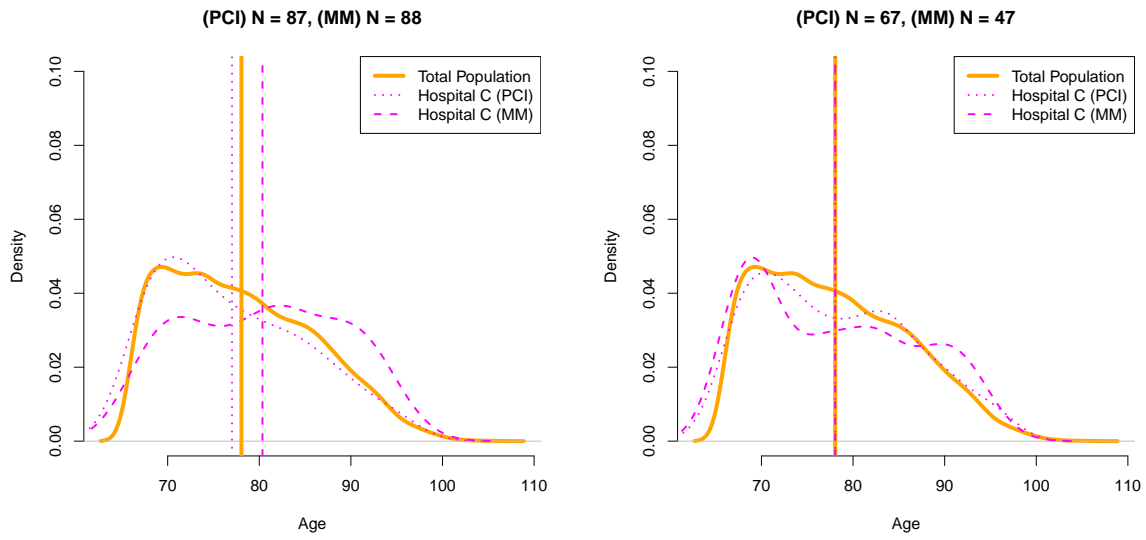 (PCI) N = 87, (MM) N = 88
Total Population
Hospital C (PCI)
Hospital C (MM)
Density
0.00
0.02
0.04
0.06
0.08
0.10
70
80
90
100
110
Age
(PCI) N = 67, (MM) N = 47
Total Population
Hospital C (PCI)
Hospital C (MM)
Density
0.00
0.02
0.04
0.06
0.08
0.10
70
80
90
100
110
Age